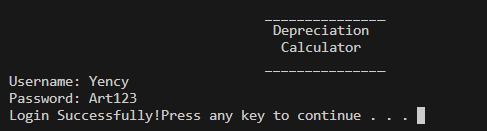 _______________
Depreciation
Calculator
_______________
Username: Yency
Password: Art123
Login Successfully!Press any key to continue . . .